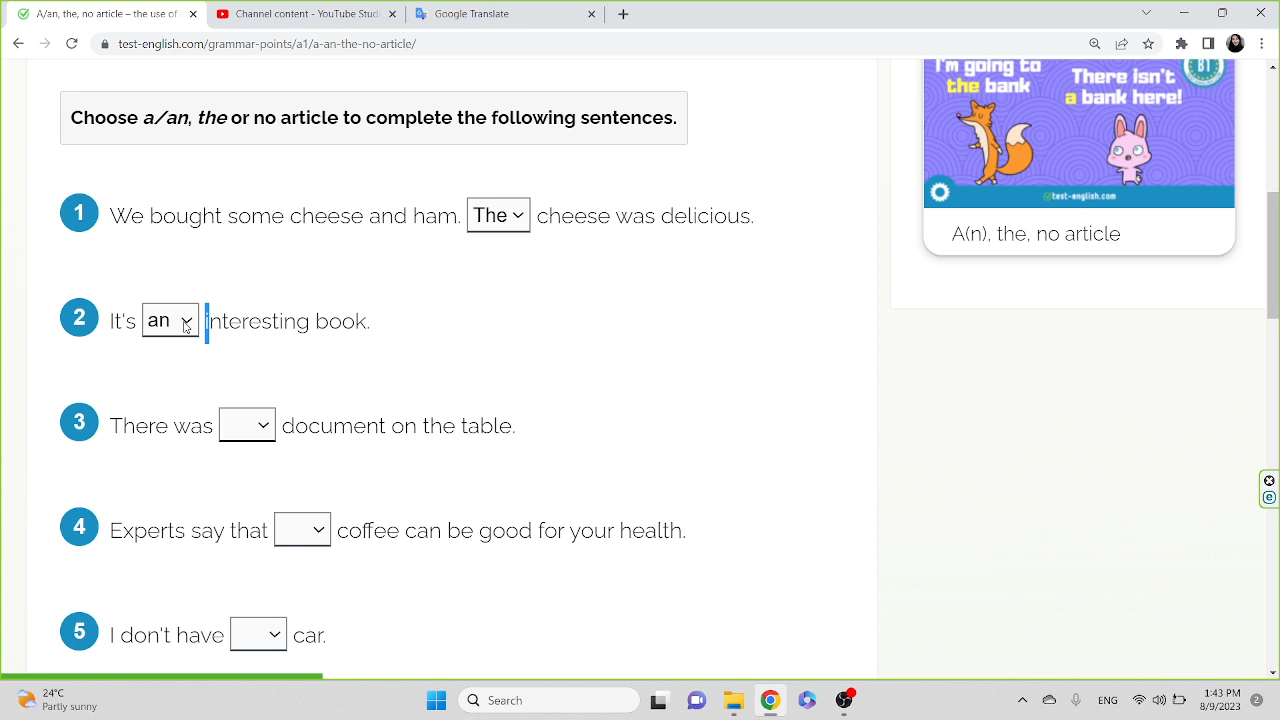 A/an, the, no article – the use of
Channel content - YouTube Stud
Google Translate
test-english.com/grammar-points/a1/a-an-the-no-article/
I'm going to
the bank
There isn't
a bank here!
B1
test-english.com
A(n), the, no article
Choose a/an, the or no article to complete the following sentences.
1 We bought some cheese and ham. The cheese was delicious.
2 It's an interesting book.
3 There was document on the table.
4 Experts say that coffee can be good for your health.
5 I don't have car.
24°C
Partly sunny
Search
ENG
1:43 PM
8/9/2023
2